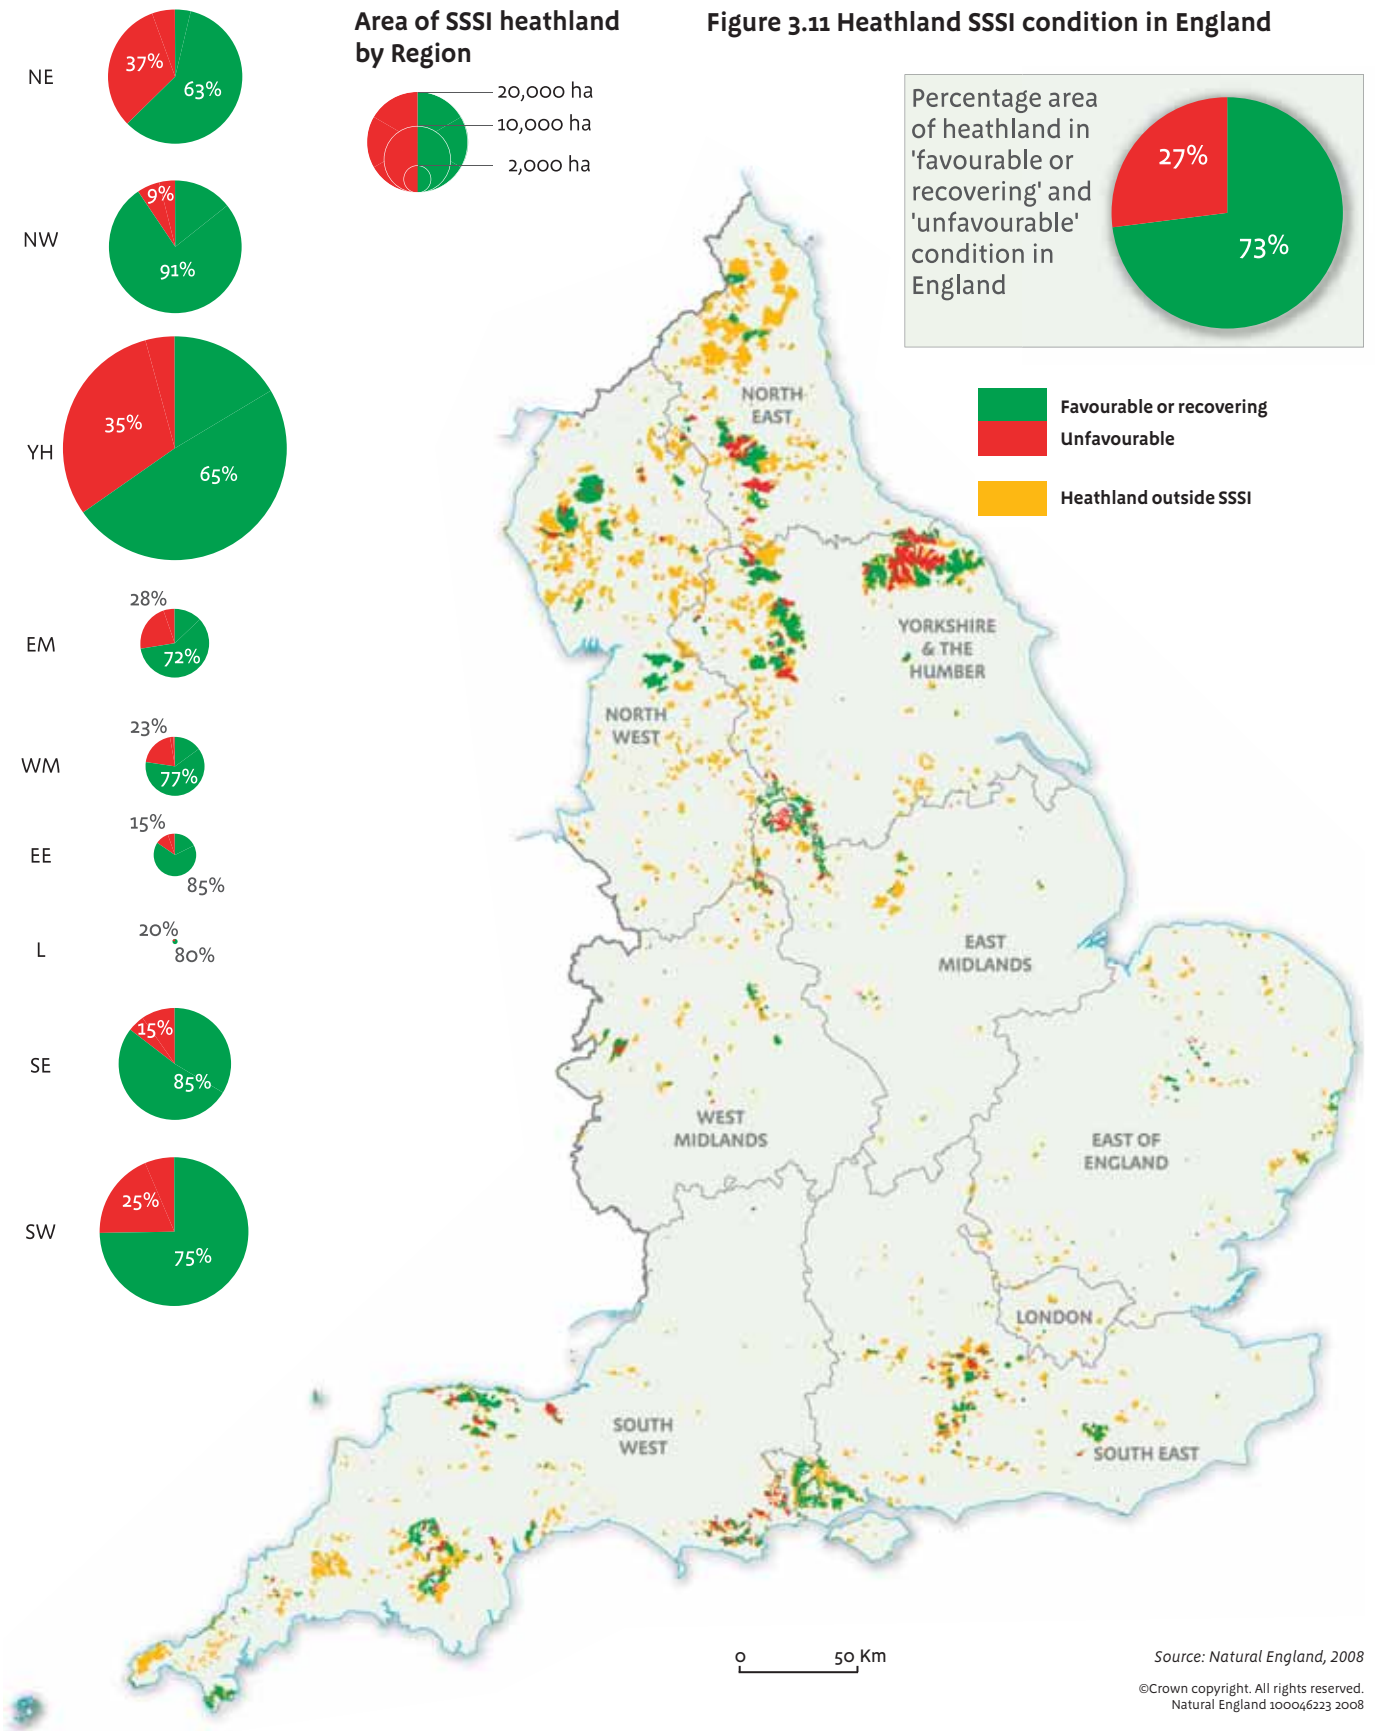 Figure 3.11 Heathland SSSI condition in England
Area of SSSI heathland
by Region
20,000 ha
10,000 ha
2,000 ha
Percentage area
of heathland in
'favourable or
recovering' and
'unfavourable'
condition in
England
27%
73%
Favourable or recovering
Unfavourable
Heathland outside SSSI
NE
37%
63%
NW
9%
91%
YH
35%
65%
EM
28%
72%
WM
23%
77%
EE
15%
85%
L
20%
80%
SE
15%
85%
SW
25%
75%
NORTH
EAST
YORKSHIRE
& THE
HUMBER
NORTH
WEST
EAST
MIDLANDS
WEST
MIDLANDS
EAST OF
ENGLAND
LONDON
SOUTH
WEST
SOUTH EAST
0 50 Km
Source: Natural England, 2008
©Crown copyright. All rights reserved.
Natural England 100046223 2008